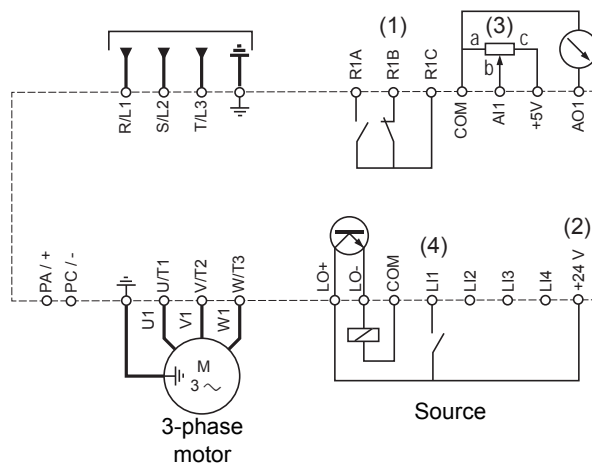 (1)
(3)
R/L1
S/L2
T/L3
R1A
R1B
R1C
a
c
b
COM
AI1
+5V
AO1
(2)
(4)
PA / +
PC / -
U/T1
V/T2
W/T3
U1
V1
W1
LO+
LO-
COM
LI1
LI2
LI3
LI4
+24 V
M
3 ~
3-phase
motor
Source